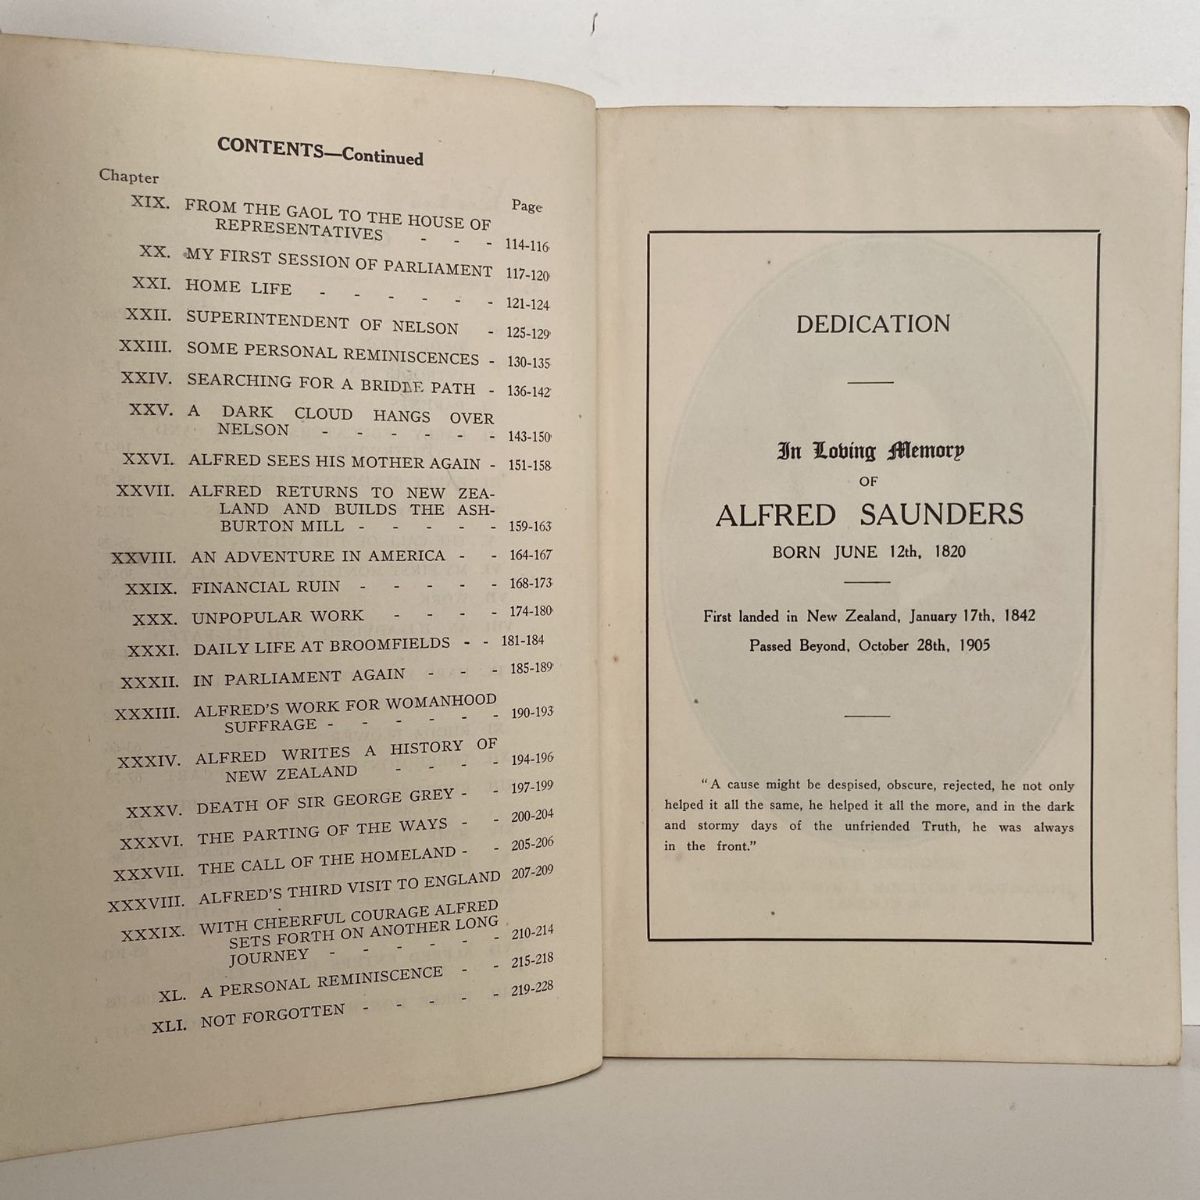 CONTENTS—Continued
Chapter
Page
XIX. FROM THE GAOL TO THE HOUSE OF
REPRESENTATIVES - - - 114-116
XX. MY FIRST SESSION OF PARLIAMENT 117-120
XXI. HOME LIFE - - - - - - 121-124
XXII. SUPERINTENDENT OF NELSON - 125-129
XXIII. SOME PERSONAL REMINISCENCES - 130-135
XXIV. SEARCHING FOR A BRIDLE PATH - 136-142
XXV. A DARK CLOUD HANGS OVER
NELSON - - - - - - 143-150
XXVI. ALFRED SEES HIS MOTHER AGAIN - 151-158
XXVII. ALFRED RETURNS TO NEW ZEA-
LAND AND BUILDS THE ASH-
BURTON MILL - - - - - 159-163
XXVIII. AN ADVENTURE IN AMERICA - - 164-167
XXIX. FINANCIAL RUIN - - - - - 168-173
XXX. UNPOPULAR WORK - - - - 174-180
XXXI. DAILY LIFE AT BROOMFIELDS - - 181-184
XXXII. IN PARLIAMENT AGAIN - - - 185-189
XXXIII. ALFRED'S WORK FOR WOMANHOOD
SUFFRAGE - - - - - - 190-193
XXXIV. ALFRED WRITES A HISTORY OF
NEW ZEALAND - - - - 194-196
XXXV. DEATH OF SIR GEORGE GREY - - 197-199
XXXVI. THE PARTING OF THE WAYS - - 200-204
XXXVII. THE CALL OF THE HOMELAND - - 205-206
XXXVIII. ALFRED'S THIRD VISIT TO ENGLAND 207-209
XXXIX. WITH CHEERFUL COURAGE ALFRED
SETS FORTH ON ANOTHER LONG
JOURNEY - - - - - - 210-214
XL. A PERSONAL REMINISCENCE - - 215-218
XLI. NOT FORGOTTEN - - - - - 219-228
DEDICATION
In Loving Memory
OF
ALFRED SAUNDERS
BORN JUNE 12th, 1820
First landed in New Zealand, January 17th, 1842
Passed Beyond, October 28th, 1905
"A cause might be despised, obscure, rejected, he not only
helped it all the same, he helped it all the more, and in the dark
and stormy days of the unfriended Truth, he was always
in the front."